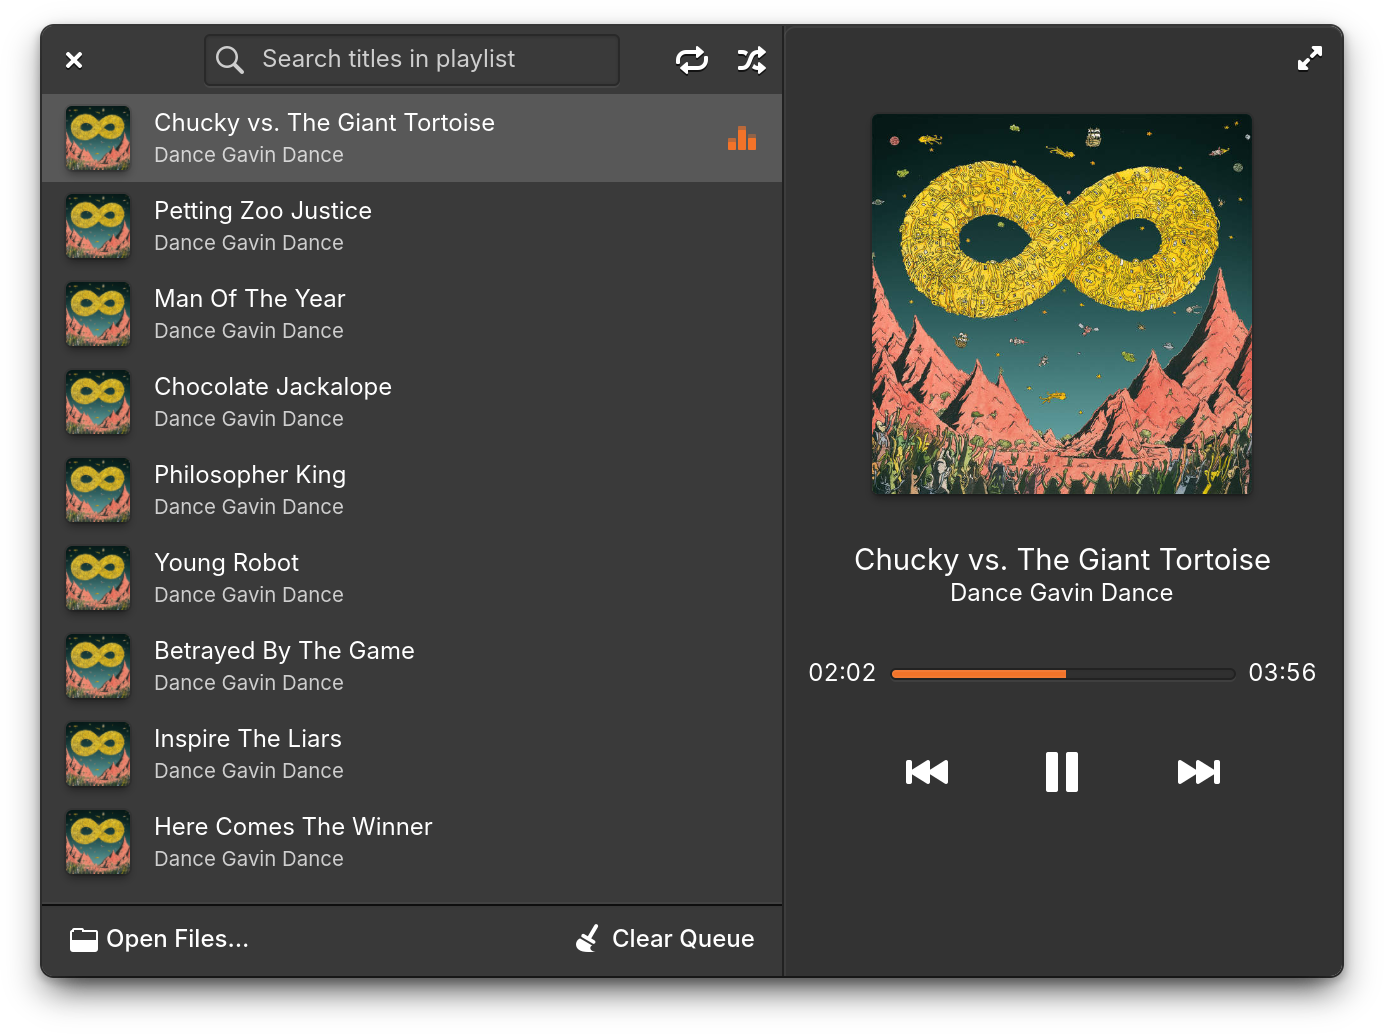 Search titles in playlist
Chucky vs. The Giant Tortoise
Dance Gavin Dance
Petting Zoo Justice
Dance Gavin Dance
Man Of The Year
Dance Gavin Dance
Chocolate Jackalope
Dance Gavin Dance
Philosopher King
Dance Gavin Dance
Young Robot
Dance Gavin Dance
Betrayed By The Game
Dance Gavin Dance
Inspire The Liars
Dance Gavin Dance
Here Comes The Winner
Dance Gavin Dance
Open Files...
Clear Queue
Chucky vs. The Giant Tortoise
Dance Gavin Dance
02:02
03:56